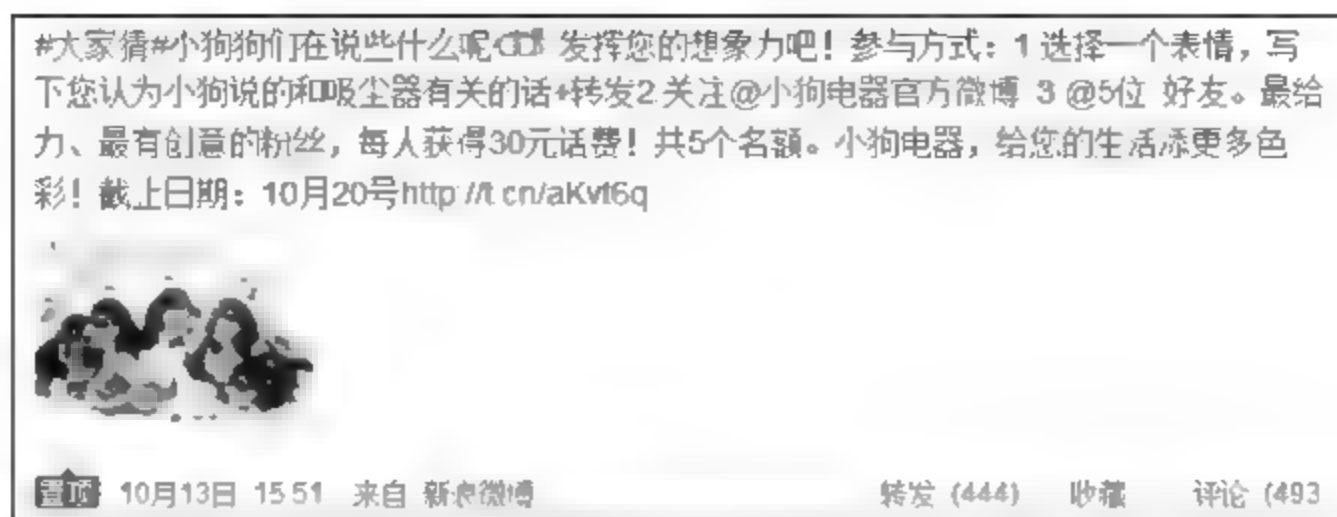 #大家猜#小狗狗们在说些什么呢 发挥您的想象力吧！参与方式：1 选择一个表情，写
下您认为小狗说的和吸尘器有关的话+转发2.关注@小狗电器官方微博 3 @5位 好友。最给
力、最有创意的粉丝，每人获得30元话费！共5个名额。小狗电器，给您的生活添更多色
彩！截止日期：10月20号http://t.cn/aKvf6q
置顶 10月13日 15:51 来自 新浪微博 转发 (444) 收藏 评论 (493